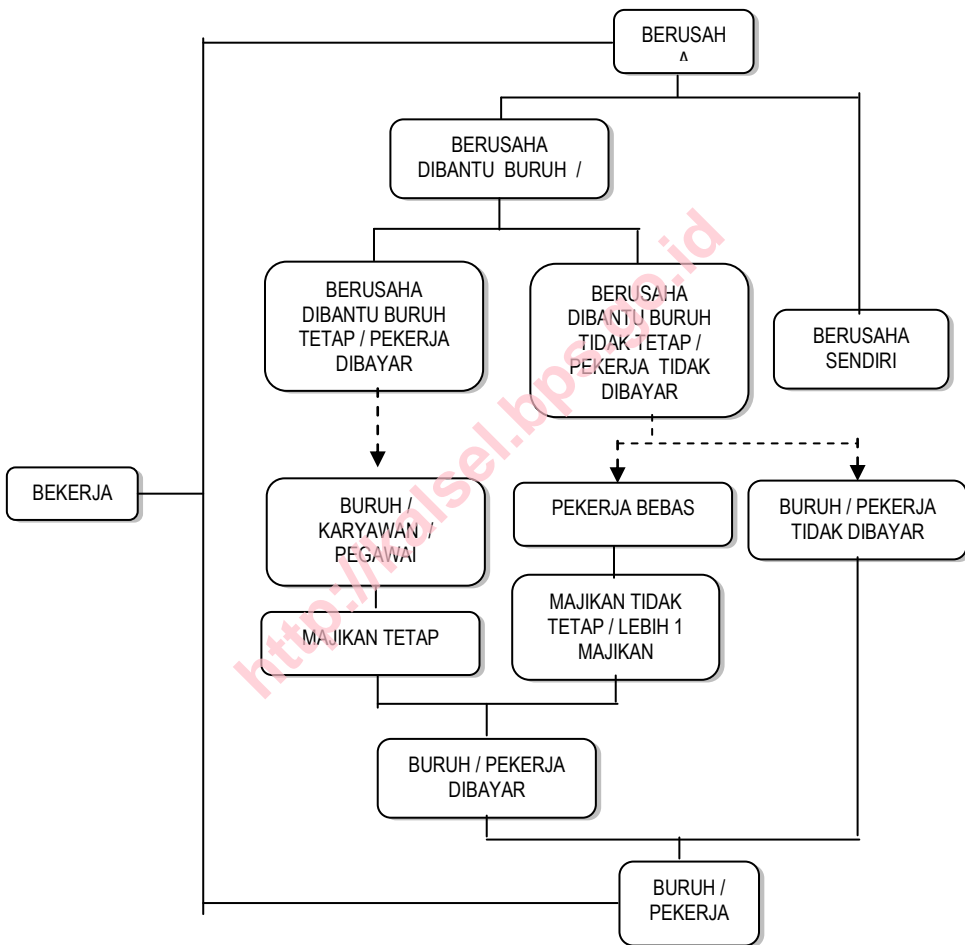 BERUSAH
BERUSAHA
DIBANTU BURUH /
BERUSAHA
DIBANTU BURUH
TETAP / PEKERJA
DIBAYAR
BERUSAHA
DIBANTU BURUH
TIDAK TETAP /
PEKERJA TIDAK
DIBAYAR
BERUSAHA
SENDIRI
BEKERJA
BURUH /
KARYAWAN /
PEGAWAI
PEKERJA BEBAS
BURUH / PEKERJA
TIDAK DIBAYAR
MAJIKAN TETAP
MAJIKAN TIDAK
TETAP / LEBIH 1
MAJIKAN
BURUH / PEKERJA
DIBAYAR
BURUH /
PEKERJA
http://kalsel.bps.go.id